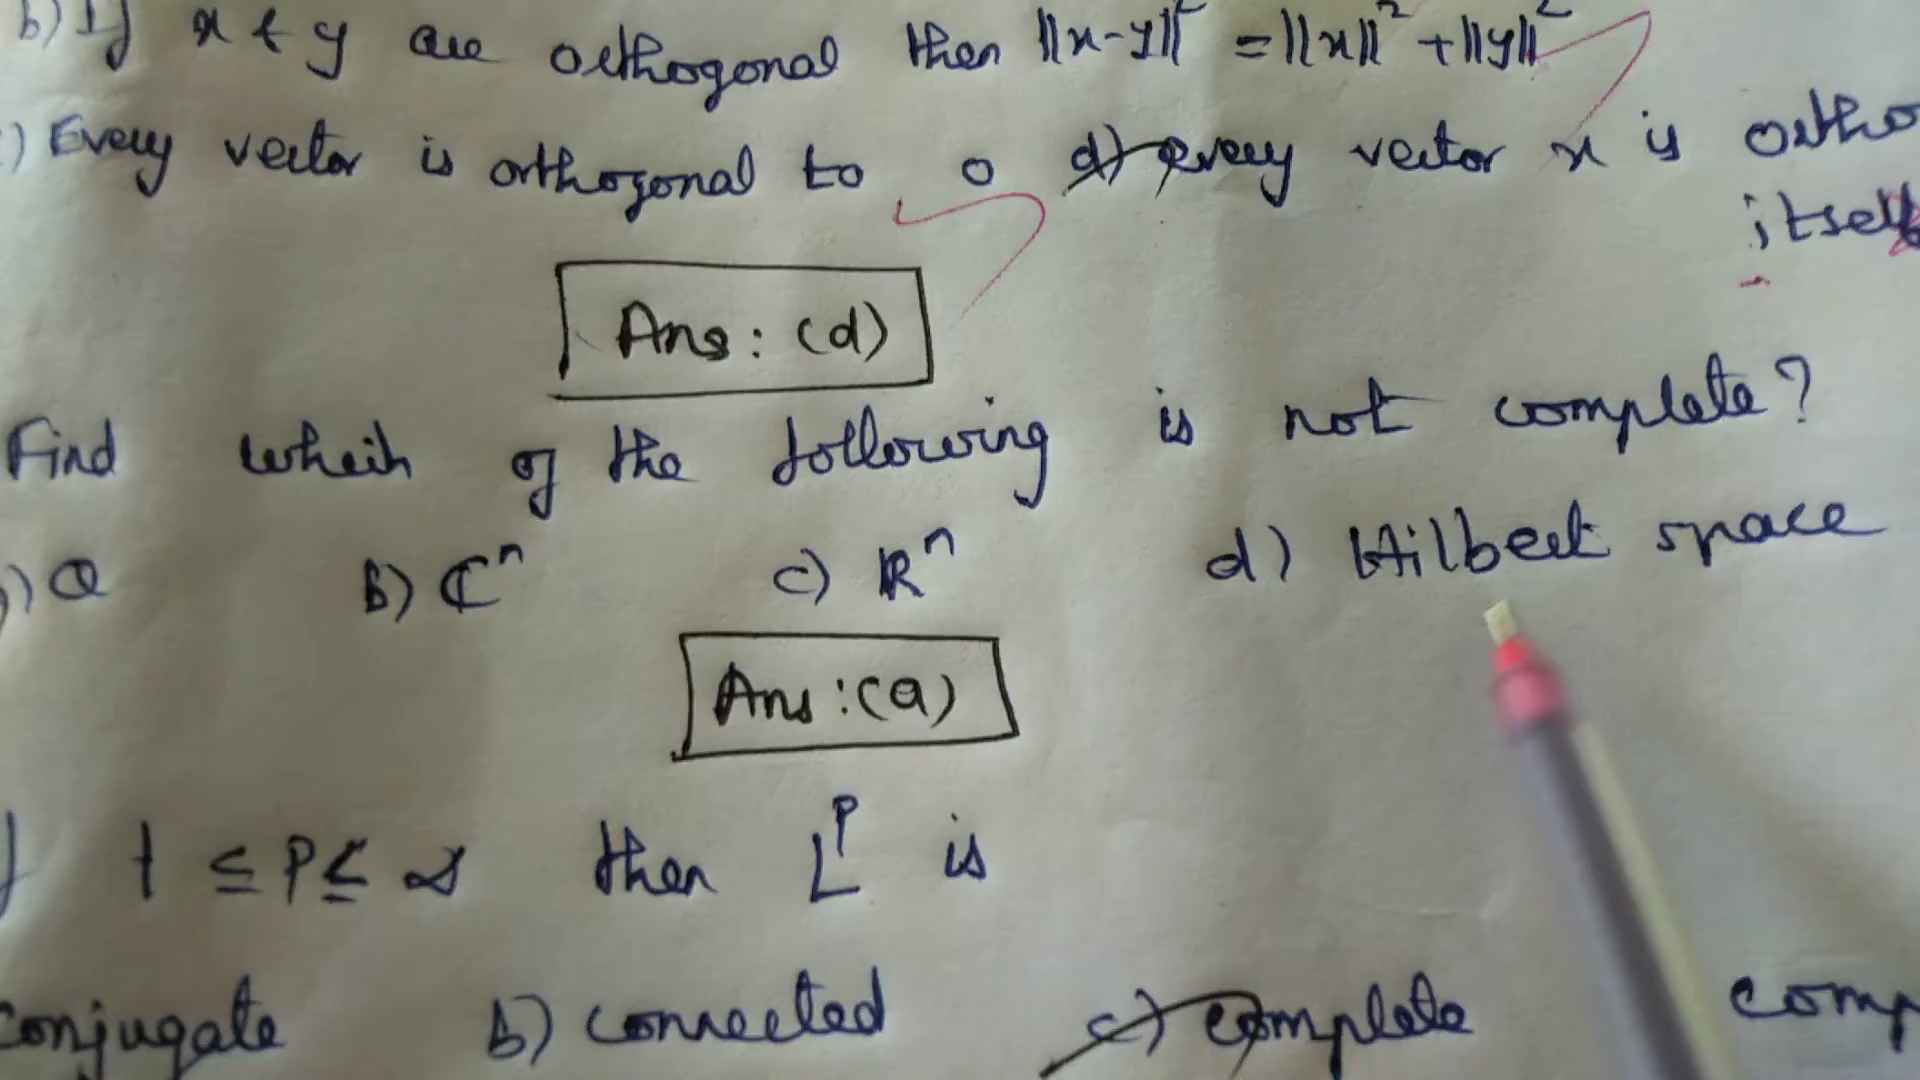 b) If x & y are orthogonal then ||x-y||² = ||x||² + ||y||²
) Every vector is orthogonal to 0 d) every vector x is ortho
itself
Ans: (d)
Find wheih of the following is not complete?
) Q b) ℂⁿ c) ℝⁿ d) Hilbert space
Ans: (a)
1 ≤ P ≤ ∞ then Lᴾ is
conjugate b) connected c) complete comp